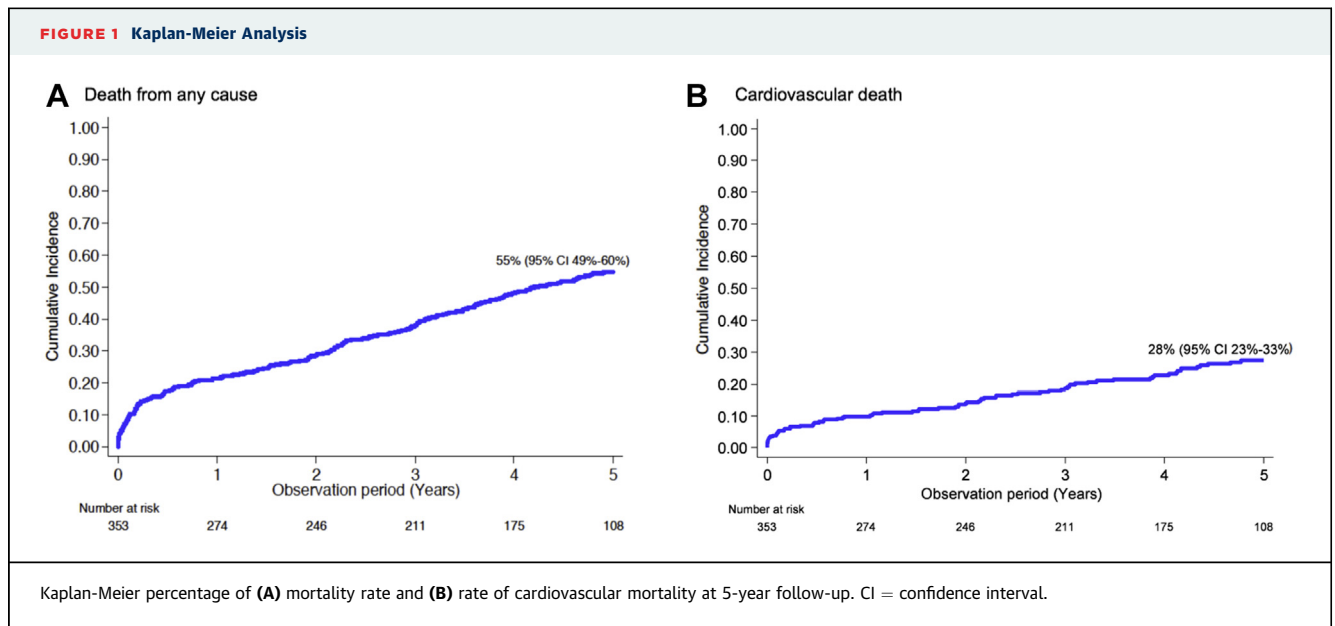 FIGURE 1 Kaplan-Meier Analysis
A Death from any cause
Cumulative Incidence
1.00
0.90
0.80
0.70
0.60
0.50
0.40
0.30
0.20
0.10
0.00
55% (95% CI 49%-60%)
0 1 2 3 4 5
Observation period (Years)
Number at risk
353 274 246 211 175 108
B Cardiovascular death
Cumulative Incidence
1.00
0.90
0.80
0.70
0.60
0.50
0.40
0.30
0.20
0.10
0.00
28% (95% CI 23%-33%)
0 1 2 3 4 5
Observation period (Years)
Number at risk
353 274 246 211 175 108
Kaplan-Meier percentage of (A) mortality rate and (B) rate of cardiovascular mortality at 5-year follow-up. CI = confidence interval.